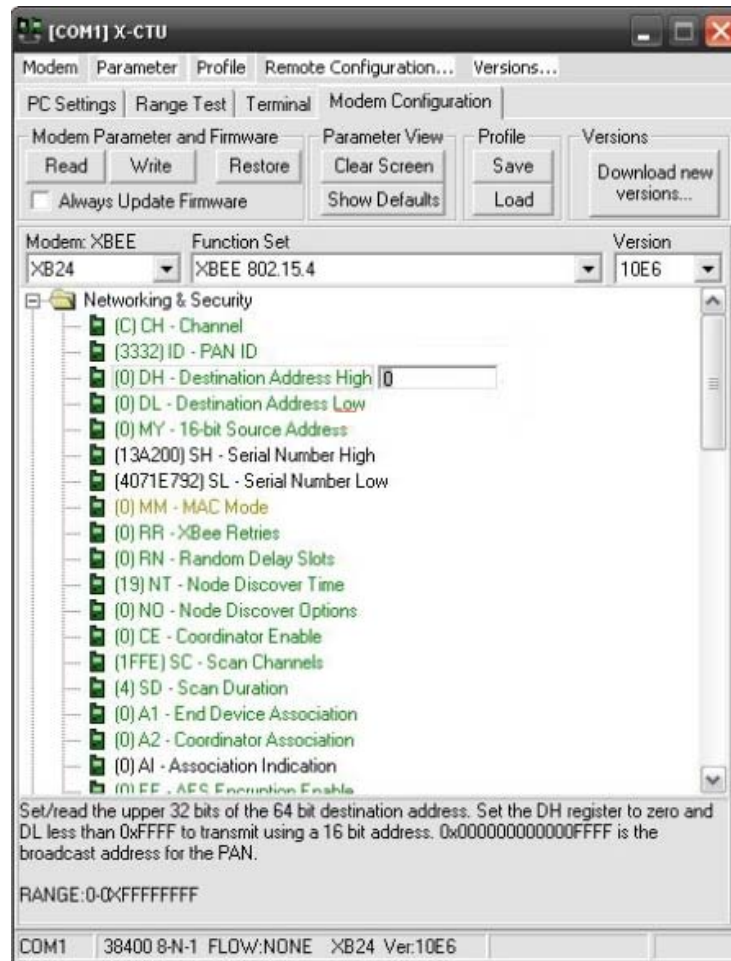 [COM1] X-CTU
Modem Parameter Profile Remote Configuration... Versions...
PC Settings Range Test Terminal Modem Configuration
Modem Parameter and Firmware Parameter View Profile Versions
Read Write Restore Clear Screen Save Download new versions...
Always Update Firmware Show Defaults Load
Modem: XBEE Function Set Version
XB24 XBEE 802.15.4 10E6
Networking & Security
(C) CH - Channel
(3332) ID - PAN ID
(0) DH - Destination Address High 0
(0) DL - Destination Address Low
(0) MY - 16-bit Source Address
(13A200) SH - Serial Number High
(4071E792) SL - Serial Number Low
(0) MM - MAC Mode
(0) RR - XBee Retries
(0) RN - Random Delay Slots
(19) NT - Node Discover Time
(0) NO - Node Discover Options
(0) CE - Coordinator Enable
(1FFE) SC - Scan Channels
(4) SD - Scan Duration
(0) A1 - End Device Association
(0) A2 - Coordinator Association
(0) AI - Association Indication
(0) EE - AES Encryption Enable
Set/read the upper 32 bits of the 64 bit destination address. Set the DH register to zero and
DL less than 0xFFFF to transmit using a 16 bit address. 0x000000000000FFFF is the
broadcast address for the PAN.
RANGE:0-0XFFFFFFFF
COM1 38400 8-N-1 FLOW:NONE XB24 Ver:10E6